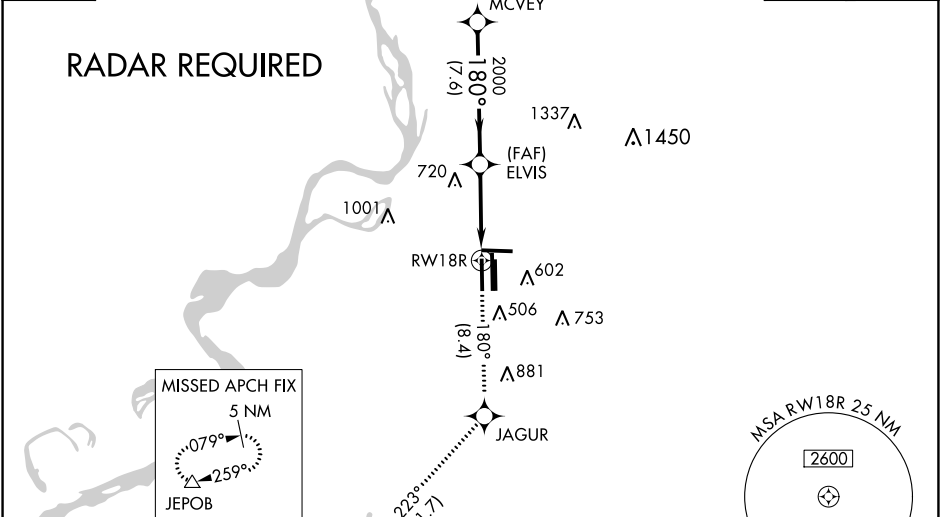 MCVEY
RADAR REQUIRED
2000
180°
(7.6)
1337
1450
(FAF)
ELVIS
720
1001
RW18R
602
506
753
180°
(8.4)
881
MISSED APCH FIX
5 NM
079°
259°
JEPOB
JAGUR
223°
MSA RW18R 25 NM
2600